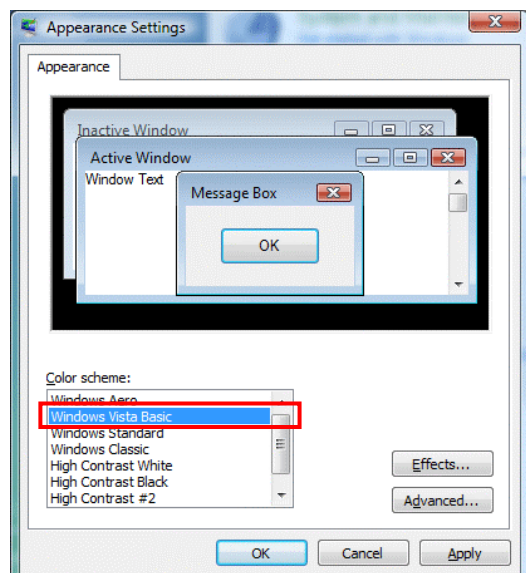 Appearance Settings
Appearance
Inactive Window
Active Window
Window Text
Message Box
OK
Color scheme:
Windows Aero
Windows Vista Basic
Windows Standard
Windows Classic
High Contrast White
High Contrast Black
High Contrast #2
Effects...
Advanced...
OK Cancel Apply